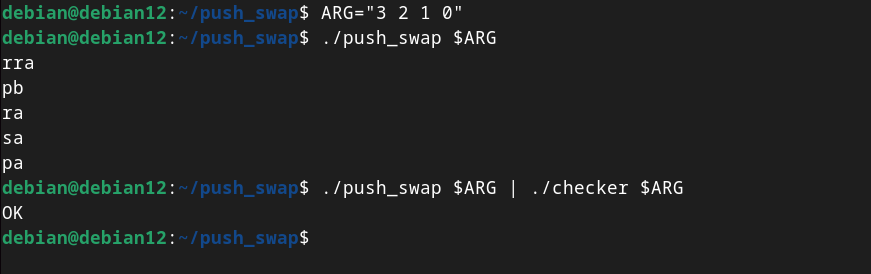 debian@debian12:~/push_swap$ ARG="3 2 1 0"
debian@debian12:~/push_swap$ ./push_swap $ARG
rra
pb
ra
sa
pa
debian@debian12:~/push_swap$ ./push_swap $ARG | ./checker $ARG
OK
debian@debian12:~/push_swap$